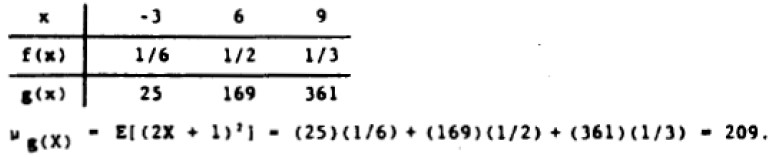 x -3 6 9
f(x) 1/6 1/2 1/3
g(x) 25 169 361
μ g(X) = E[(2X + 1)²] = (25)(1/6) + (169)(1/2) + (361)(1/3) = 209.